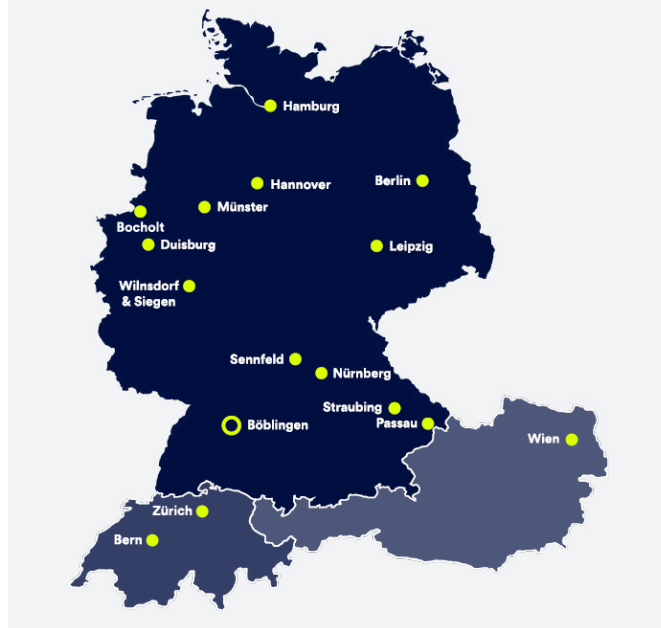 Hamburg
Hannover
Berlin
Münster
Bocholt
Duisburg
Leipzig
Wilnsdorf
& Siegen
Sennfeld
Nürnberg
Straubing
Passau
Böblingen
Wien
Zürich
Bern